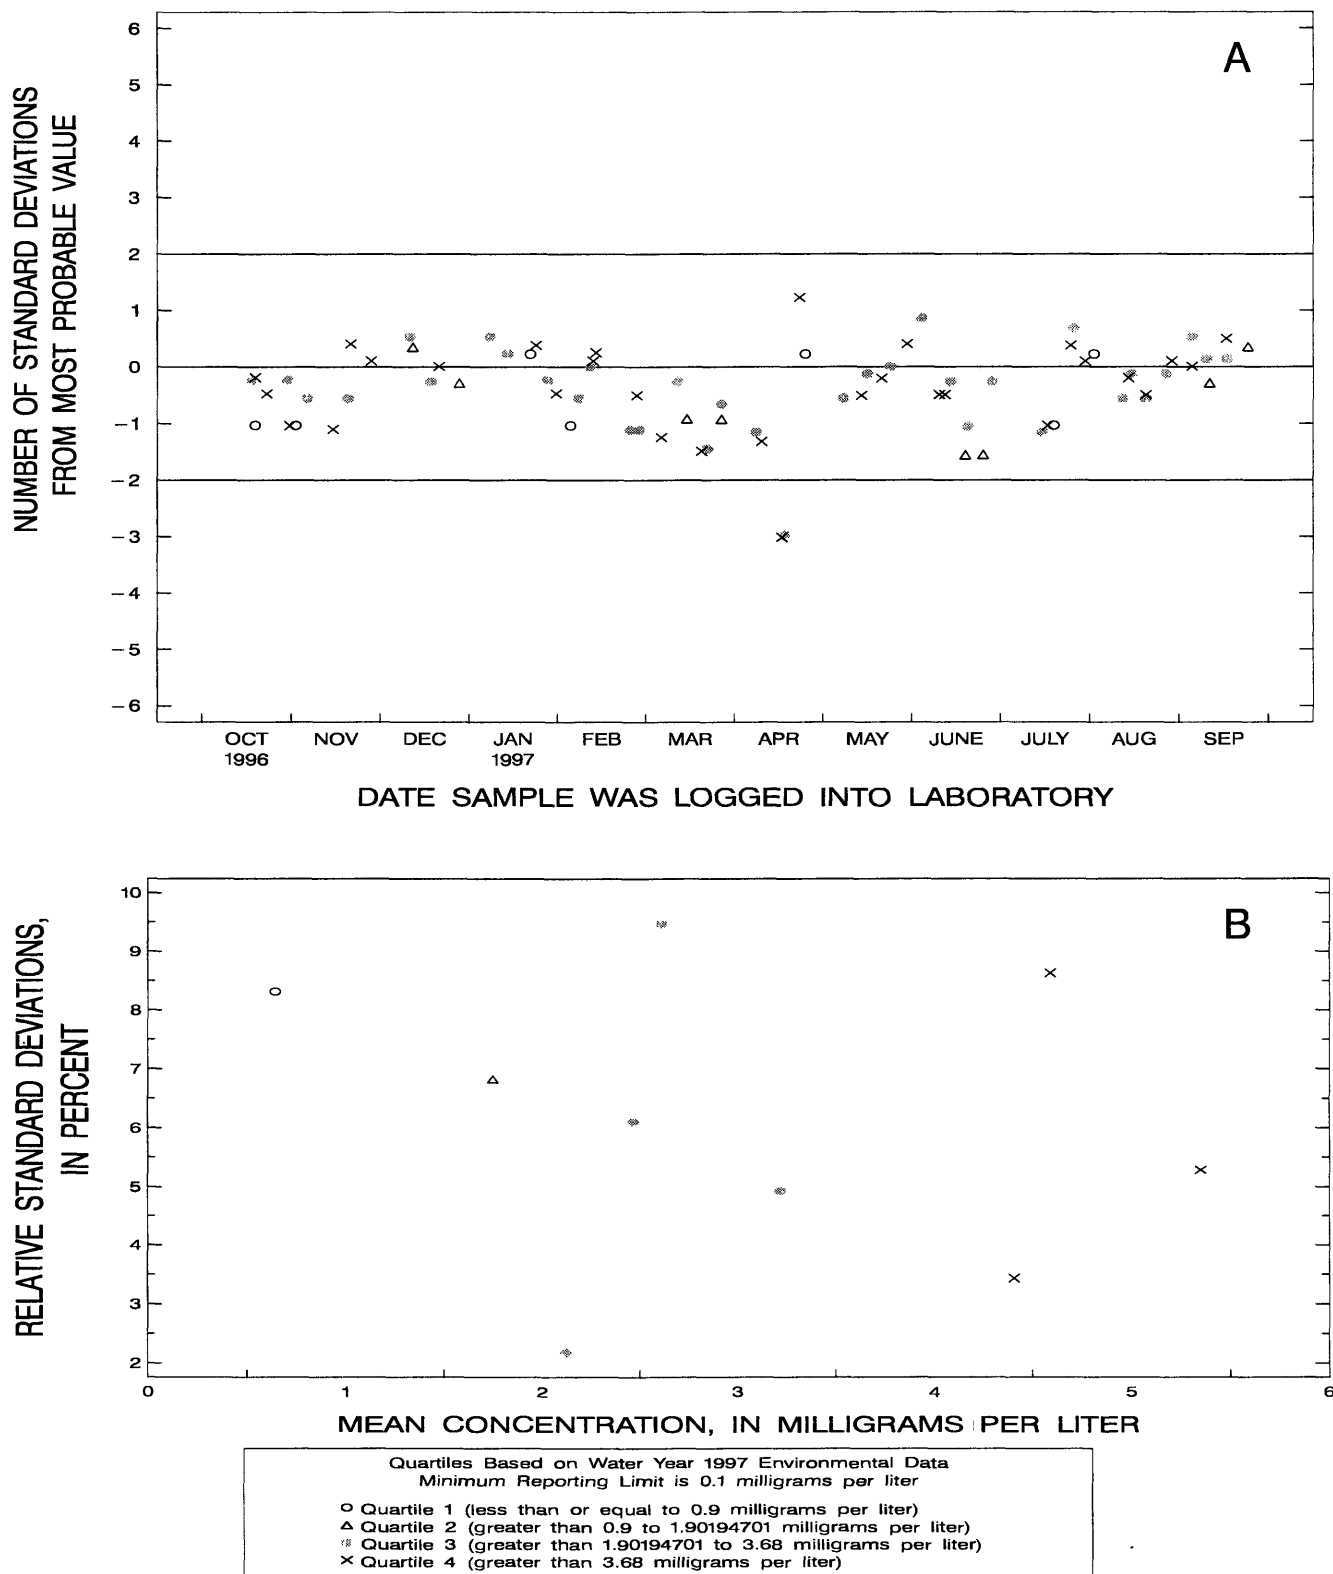 A
NUMBER OF STANDARD DEVIATIONS
FROM MOST PROBABLE VALUE
6
5
4
3
2
1
0
−1
−2
−3
−4
−5
−6
OCT NOV DEC JAN FEB MAR APR MAY JUNE JULY AUG SEP
1996 1997
DATE SAMPLE WAS LOGGED INTO LABORATORY
B
RELATIVE STANDARD DEVIATIONS,
IN PERCENT
10
9
8
7
6
5
4
3
2
0 1 2 3 4 5 6
MEAN CONCENTRATION, IN MILLIGRAMS PER LITER
Quartiles Based on Water Year 1997 Environmental Data
Minimum Reporting Limit is 0.1 milligrams per liter
Quartile 1 (less than or equal to 0.9 milligrams per liter)
Quartile 2 (greater than 0.9 to 1.90194701 milligrams per liter)
Quartile 3 (greater than 1.90194701 to 3.68 milligrams per liter)
Quartile 4 (greater than 3.68 milligrams per liter)